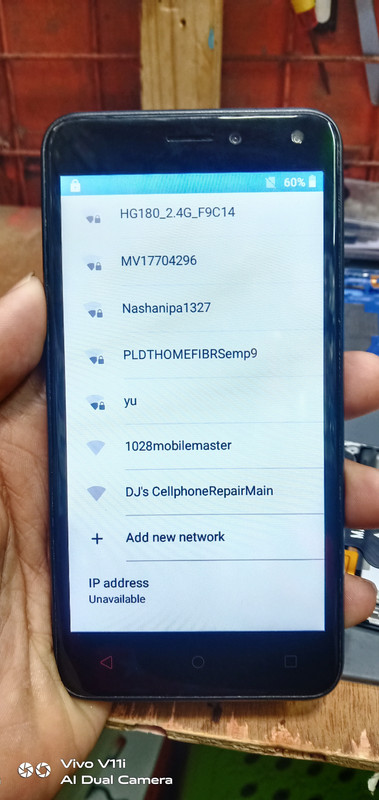 60%
HG180_2.4G_F9C14
MV17704296
Nashanipa1327
PLDTHOMEFIBRSemp9
yu
1028mobilemaster
DJ's CellphoneRepairMain
+ Add new network
IP address
Unavailable
Vivo V11i
AI Dual Camera